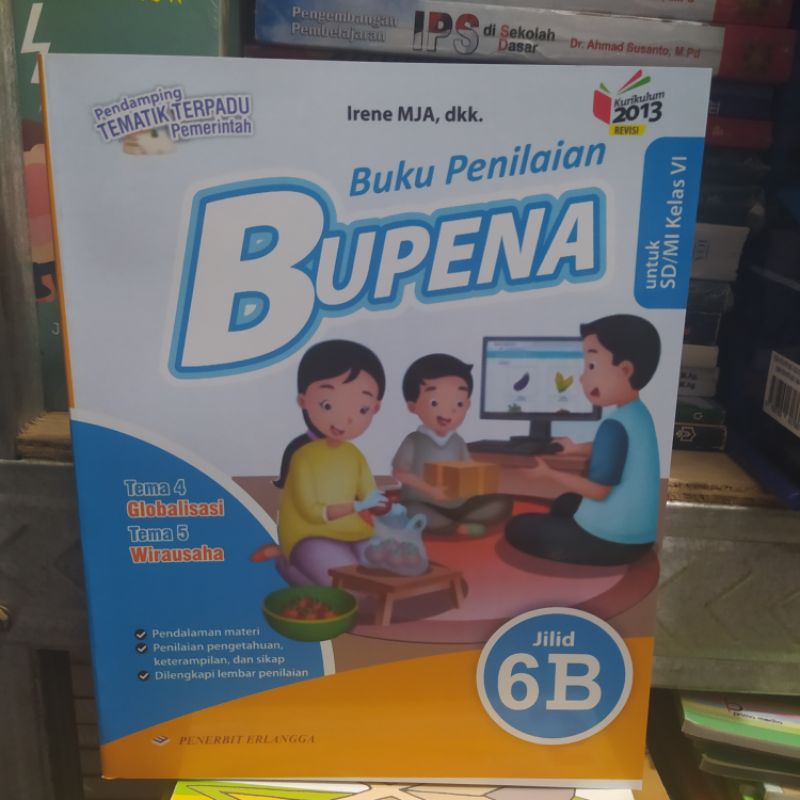 Pengembangan
Pembelajaran
IPS di Sekolah
Dasar
Dr. Ahmad Susanto, M.Pd
Pendamping
TEMATIK TERPADU
Pemerintah
Irene MJA, dkk.
Kurikulum
2013
REVISI
Buku Penilaian
BUPENA
untuk
SD/MI Kelas VI
Tema 4
Globalisasi
Tema 5
Wirausaha
Pendalaman materi
Penilaian pengetahuan,
keterampilan, dan sikap
Dilengkapi lembar penilaian
Jilid
6B
PENERBIT ERLANGGA